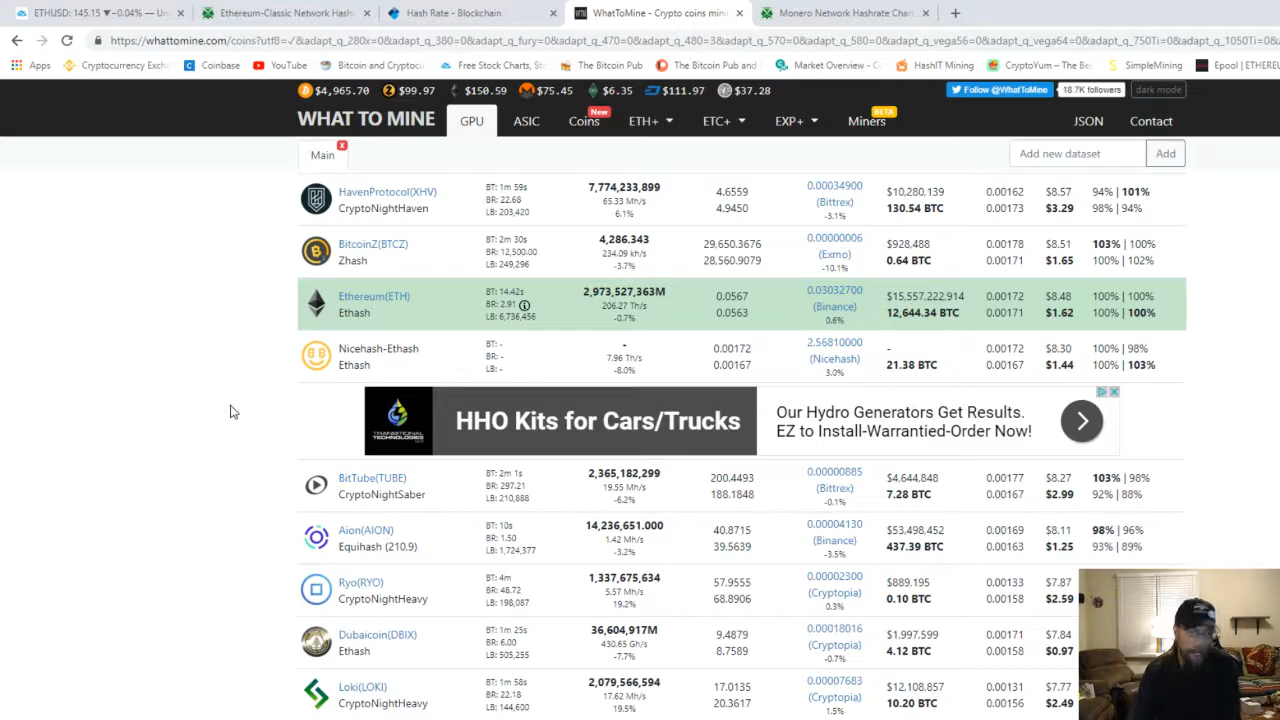 ETHUSD: 145.15 ▼−0.04% — U
Ethereum-Classic Network Hash
Hash Rate - Blockchain
WhatToMine - Crypto coins min
Monero Network Hashrate Chart
https://whattomine.com/coins?utf8=✓&adapt_q_280x=0&adapt_q_380=0&adapt_q_fury=0&adapt_q_470=0&adapt_q_480=3&adapt_q_570=0&adapt_q_580=0&adapt_q_vega56=0&adapt_q_vega64=0&adapt_q_750Ti=0&adapt_q_1050Ti=0&
Apps Cryptocurrency Exch Coinbase YouTube Bitcoin and Cryptoc Free Stock Charts, St The Bitcoin Pub The Bitcoin Pub and Market Overview - C HashIT Mining CryptoYum – The Be SimpleMining Epool | ETHERE
$4,965.70 $99.97 $150.59 $75.45 $6.35 $111.97 $37.28 Follow @WhatToMine 18.7K followers dark mode
WHAT TO MINE GPU ASIC Coins New ETH+ ETC+ EXP+ Miners BETA JSON Contact
Main x Add new dataset Add
HavenProtocol(XHV) BT: 1m 59s 7,774,233,899 4.6559 0.00034900 $10,280,139 0.00162 $8.57 94% | 101%
CryptoNightHaven BR: 22.68 65.33 Mh/s 4.9450 (Bittrex) 130.54 BTC 0.00173 $3.29 98% | 94%
LB: 203,420 6.1% -3.1%
BitcoinZ(BTCZ) BT: 2m 30s 4,286.343 29,650.3676 0.00000006 $928,488 0.00178 $8.51 103% | 100%
Zhash BR: 12,500.00 234.09 kh/s 28,560.9079 (Exmo) 0.64 BTC 0.00171 $1.65 100% | 102%
LB: 249,296 -3.7% -10.1%
Ethereum(ETH) BT: 14.42s 2,973,527,363M 0.0567 0.03032700 $15,557,222,914 0.00172 $8.48 100% | 100%
Ethash BR: 2.91 206.27 Th/s 0.0563 (Binance) 12,644.34 BTC 0.00171 $1.62 100% | 100%
LB: 6,736,456 -0.7% 0.6%
Nicehash-Ethash BT: - - 0.00172 2.56810000 - 0.00172 $8.30 100% | 98%
Ethash BR: - 7.96 Th/s 0.00167 (Nicehash) 21.38 BTC 0.00167 $1.44 100% | 103%
LB: - -8.0% 3.0%
TRANSITIONAL TECHNOLOGIES
HHO Kits for Cars/Trucks
Our Hydro Generators Get Results.
EZ to Install-Warrantied-Order Now!
BitTube(TUBE) BT: 2m 1s 2,365,182,299 200.4493 0.00000885 $4,644,848 0.00177 $8.27 103% | 98%
CryptoNightSaber BR: 297.21 19.55 Mh/s 188.1848 (Bittrex) 7.28 BTC 0.00167 $2.99 92% | 88%
LB: 210,888 -6.2% -0.1%
Aion(AION) BT: 10s 14,236,651.000 40.8715 0.00004130 $53,498,452 0.00169 $8.11 98% | 96%
Equihash (210.9) BR: 1.50 1.42 Mh/s 39.5639 (Binance) 437.39 BTC 0.00163 $1.25 93% | 89%
LB: 1,724,377 -3.2% -3.5%
Ryo(RYO) BT: 4m 1,337,675,634 57.9555 0.00002300 $889,195 0.00133 $7.87
CryptoNightHeavy BR: 48.72 5.57 Mh/s 68.8906 (Cryptopia) 0.10 BTC 0.00158 $2.59
LB: 198,087 19.2% 0.3%
Dubaicoin(DBIX) BT: 1m 25s 36,604,917M 9.4879 0.00018016 $1,997,599 0.00171 $7.84
Ethash BR: 6.00 430.65 Gh/s 8.7589 (Cryptopia) 4.12 BTC 0.00158 $0.97
LB: 505,255 -7.7% -0.7%
Loki(LOKI) BT: 1m 58s 2,079,566,594 17.0135 0.00007683 $12,108,857 0.00131 $7.77
CryptoNightHeavy BR: 22.18 17.62 Mh/s 20.3617 (Cryptopia) 10.20 BTC 0.00156 $2.49
LB: 144,600 19.5% 1.5%